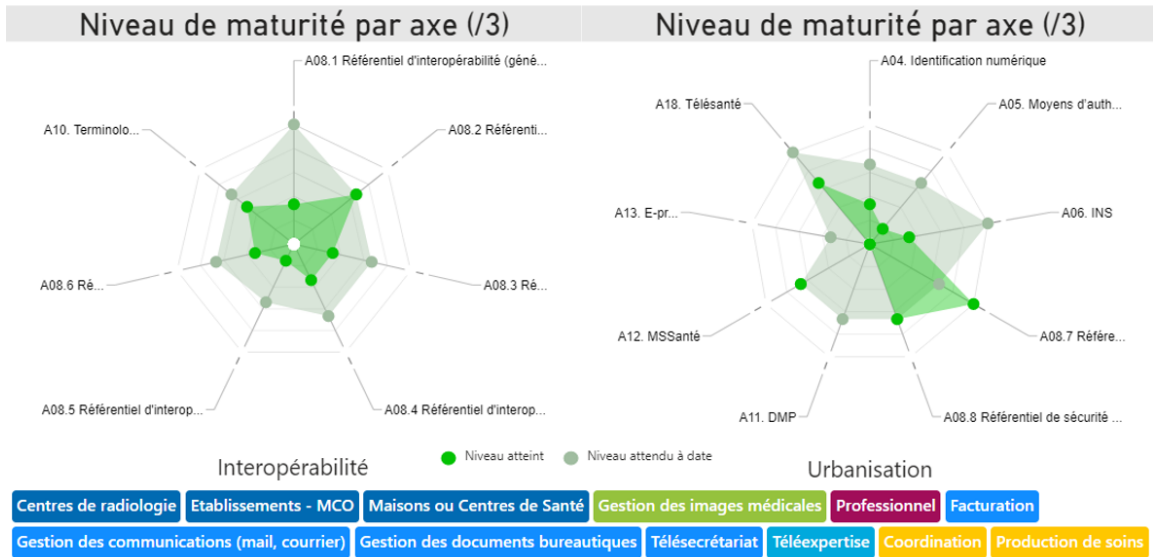 Niveau de maturité par axe (/3)
Niveau de maturité par axe (/3)
A08.1 Référentiel d'interopérabilité (géné...
A10. Terminolo...
A08.2 Référenti...
A08.6 Ré...
A08.3 Ré...
A08.5 Référentiel d'interop...
A08.4 Référentiel d'interop...
A04. Identification numérique
A18. Télésanté
A05. Moyens d'auth...
A13. E-pr...
A06. INS
A12. MSSanté
A08.7 Référe...
A11. DMP
A08.8 Référentiel de sécurité ...
Interopérabilité
Niveau atteint
Niveau attendu à date
Urbanisation
Centres de radiologie
Etablissements - MCO
Maisons ou Centres de Santé
Gestion des images médicales
Professionnel
Facturation
Gestion des communications (mail, courrier)
Gestion des documents bureautiques
Télésecrétariat
Téléexpertise
Coordination
Production de soins